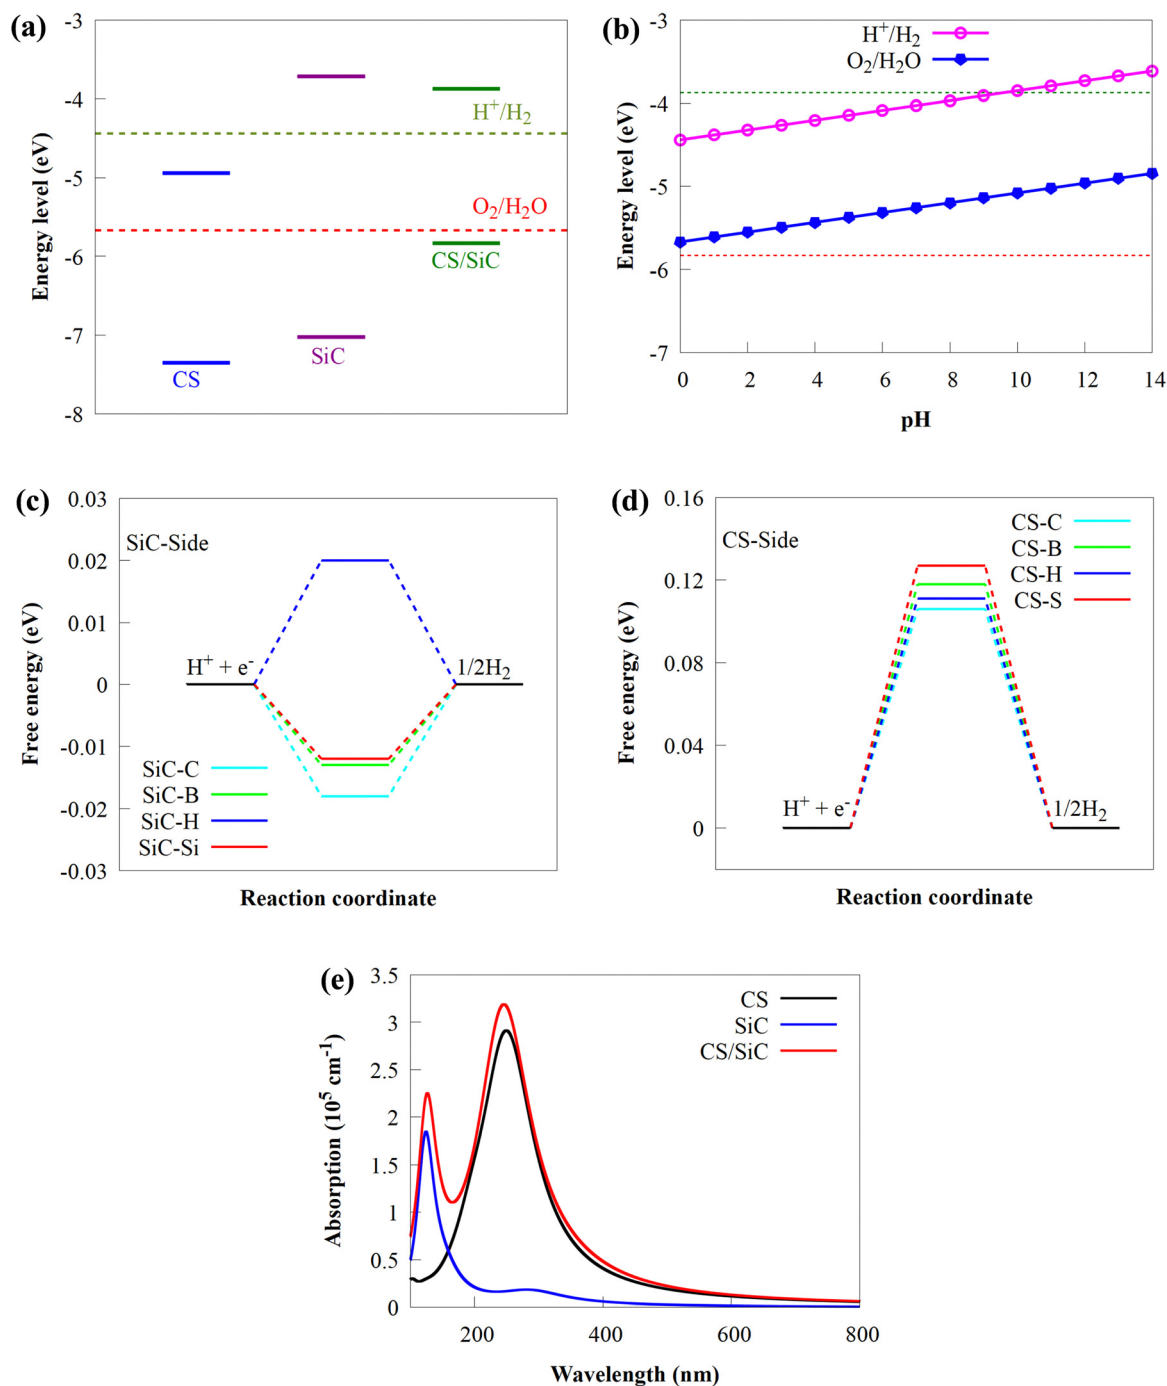 (a)
-3
-4
-5
-6
-7
-8
Energy level (eV)
H⁺/H₂
O₂/H₂O
CS/SiC
SiC
CS
(b)
-3
-4
-5
-6
-7
Energy level (eV)
H⁺/H₂
O₂/H₂O
0 2 4 6 8 10 12 14
pH
(c)
0.03
0.02
0.01
0
-0.01
-0.02
-0.03
Free energy (eV)
SiC-Side
H⁺ + e⁻
1/2H₂
SiC-C
SiC-B
SiC-H
SiC-Si
Reaction coordinate
(d)
0.16
0.12
0.08
0.04
0
Free energy (eV)
CS-Side
CS-C
CS-B
CS-H
CS-S
H⁺ + e⁻
1/2H₂
Reaction coordinate
(e)
3.5
3
2.5
2
1.5
1
0.5
0
Absorption (10⁵ cm⁻¹)
CS
SiC
CS/SiC
200 400 600 800
Wavelength (nm)